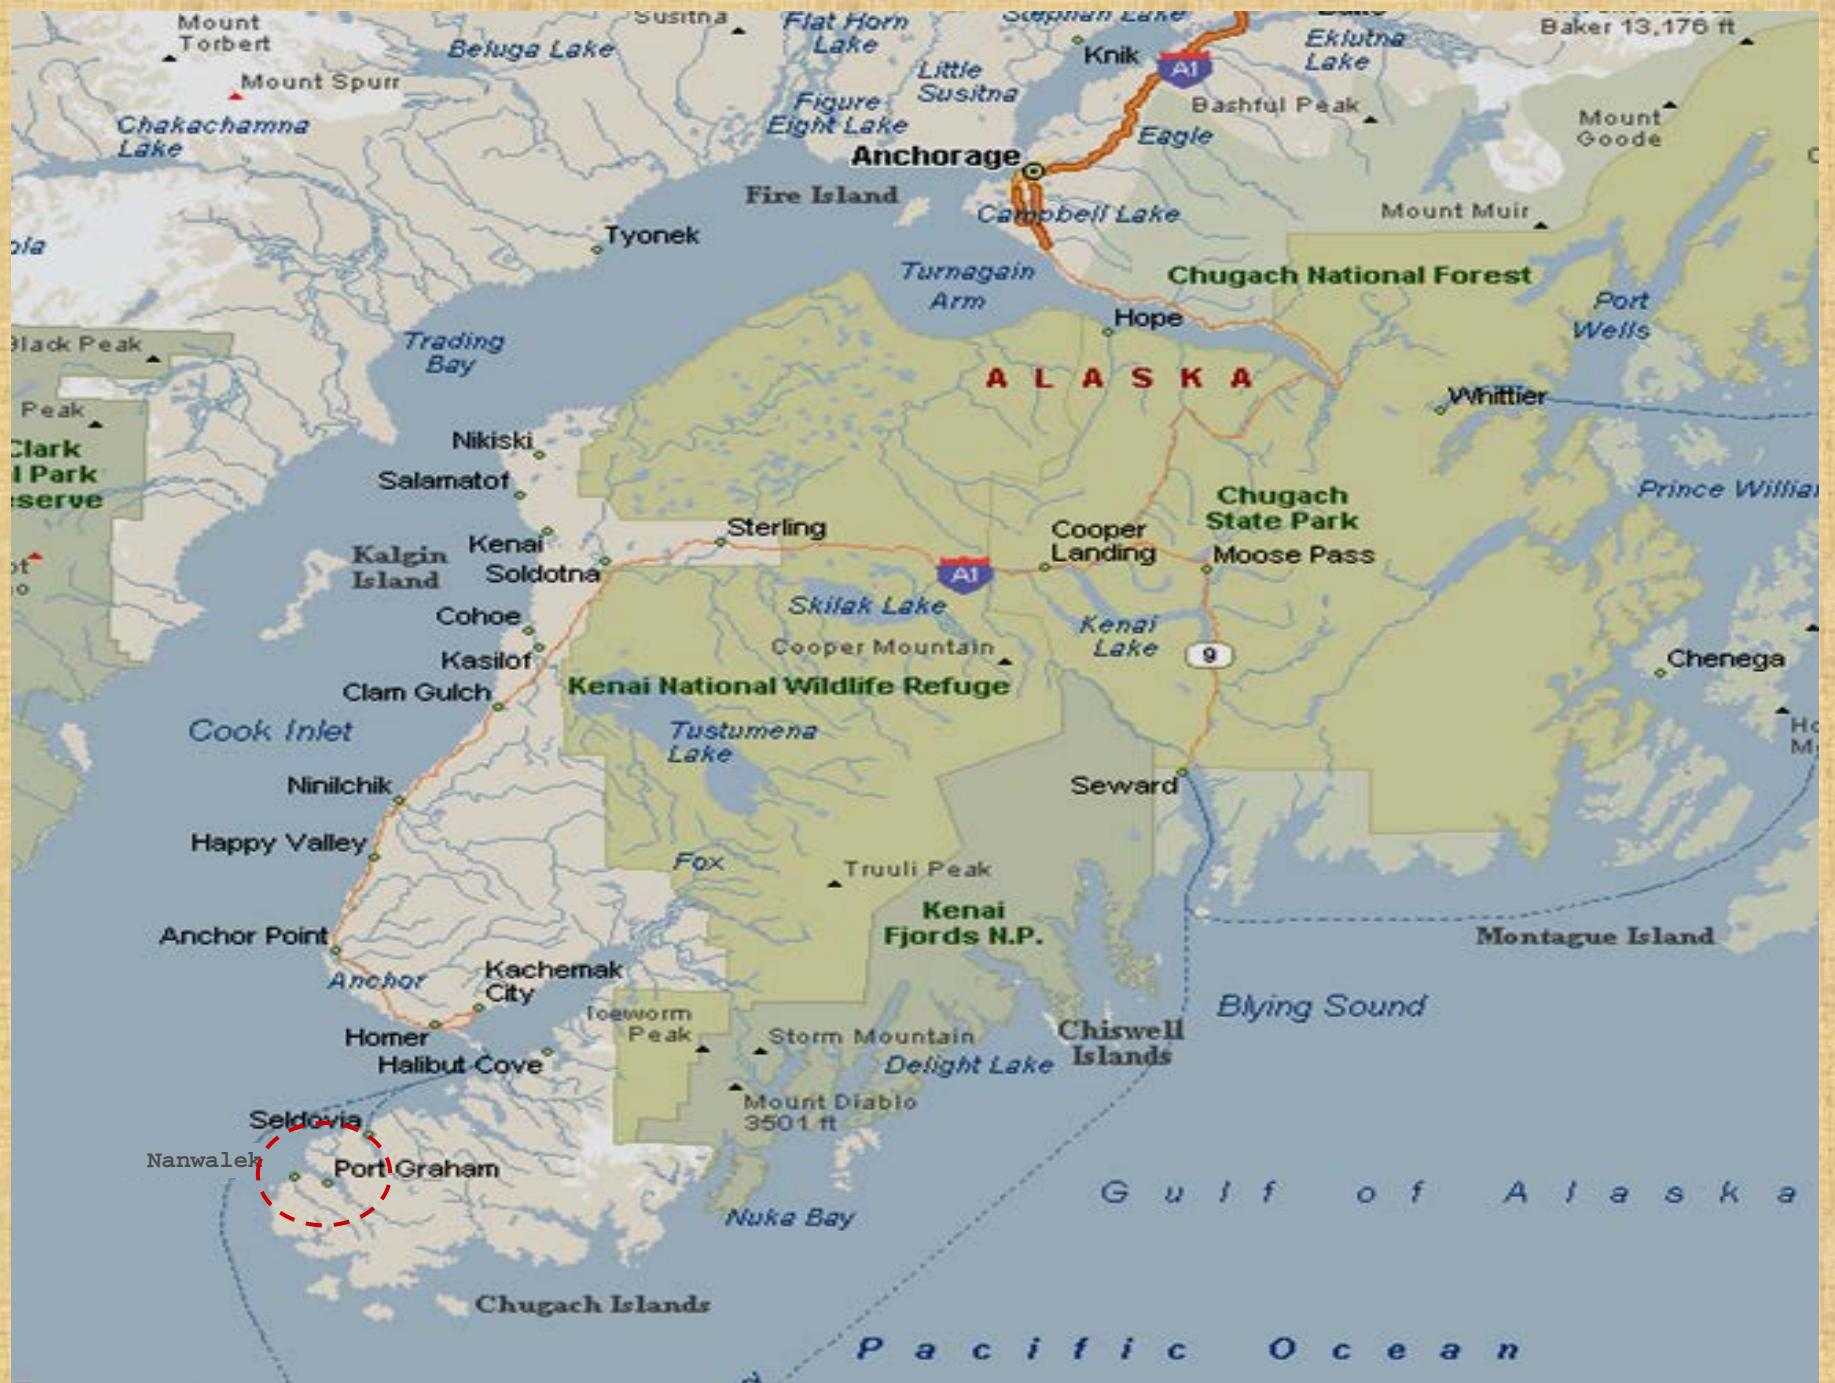 Mount
Torbert
Susitna
Flat Horn
Lake
Stephan Lake
Baker 13,176 ft
Beluga Lake
Knik
A1
Eklutna
Lake
Mount Spurr
Little
Susitna
Figure
Eight Lake
Bashful Peak
Mount
Goode
Chakachamna
Lake
Eagle
Anchorage
Fire Island
Campbell Lake
Mount Muir
Tyonek
Turnagain
Arm
Chugach National Forest
Port
Wells
Hope
Trading
Bay
Black Peak
ALASKA
Whittier
Peak
Nikiski
Clark
l Park
eserve
Salamatof
Chugach
State Park
Prince Willia
Sterling
Cooper
Landing
Kenai
Moose Pass
Kalgin
Island
Soldotna
A1
Skilak Lake
Cohoe
Kenai
Lake
Cooper Mountain
9
Kasilof
Chenega
Clam Gulch
Kenai National Wildlife Refuge
Cook Inlet
Tustumena
Lake
Ninilchik
Seward
Happy Valley
Fox
Truuli Peak
Kenai
Fjords N.P.
Anchor Point
Montague Island
Anchor
Kachemak
City
Blying Sound
Toeworm
Peak
Homer
Storm Mountain
Chiswell
Islands
Halibut Cove
Delight Lake
Mount Diablo
3501 ft
Seldovia
Nanwalek
Port Graham
Gulf of Alaska
Nuka Bay
Chugach Islands
Pacific Ocean